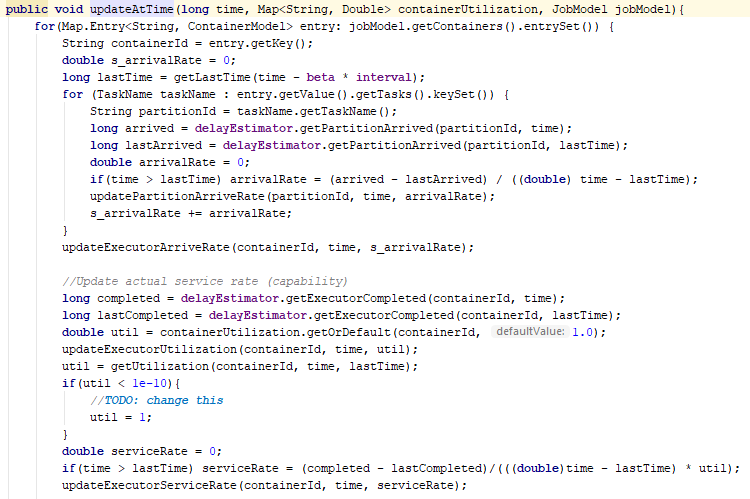 public void updateAtTime(long time, Map<String, Double> containerUtilization, JobModel jobModel){
for(Map.Entry<String, ContainerModel> entry: jobModel.getContainers().entrySet()) {
String containerId = entry.getKey();
double s_arrivalRate = 0;
long lastTime = getLastTime(time - beta * interval);
for (TaskName taskName : entry.getValue().getTasks().keySet()) {
String partitionId = taskName.getTaskName();
long arrived = delayEstimator.getPartitionArrived(partitionId, time);
long lastArrived = delayEstimator.getPartitionArrived(partitionId, lastTime);
double arrivalRate = 0;
if(time > lastTime) arrivalRate = (arrived - lastArrived) / ((double) time - lastTime);
updatePartitionArriveRate(partitionId, time, arrivalRate);
s_arrivalRate += arrivalRate;
}
updateExecutorArriveRate(containerId, time, s_arrivalRate);
//Update actual service rate (capability)
long completed = delayEstimator.getExecutorCompleted(containerId, time);
long lastCompleted = delayEstimator.getExecutorCompleted(containerId, lastTime);
double util = containerUtilization.getOrDefault(containerId, defaultValue: 1.0);
updateExecutorUtilization(containerId, time, util);
util = getUtilization(containerId, time, lastTime);
if(util < 1e-10){
//TODO: change this
util = 1;
}
double serviceRate = 0;
if(time > lastTime) serviceRate = (completed - lastCompleted)/(((double)time - lastTime) * util);
updateExecutorServiceRate(containerId, time, serviceRate);